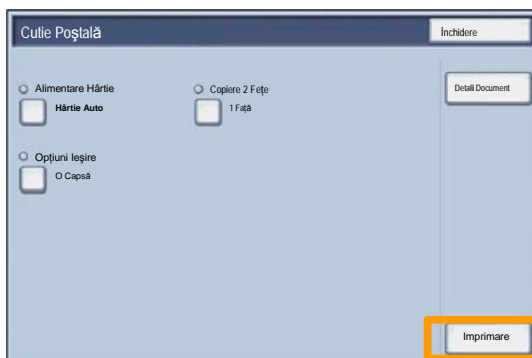 Cutie Poştală
Închidere
Alimentare Hârtie
Hârtie Auto
Copiere 2 Feţe
1 Faţă
Detalii Document
Opţiuni Ieşire
O Capsă
Imprimare